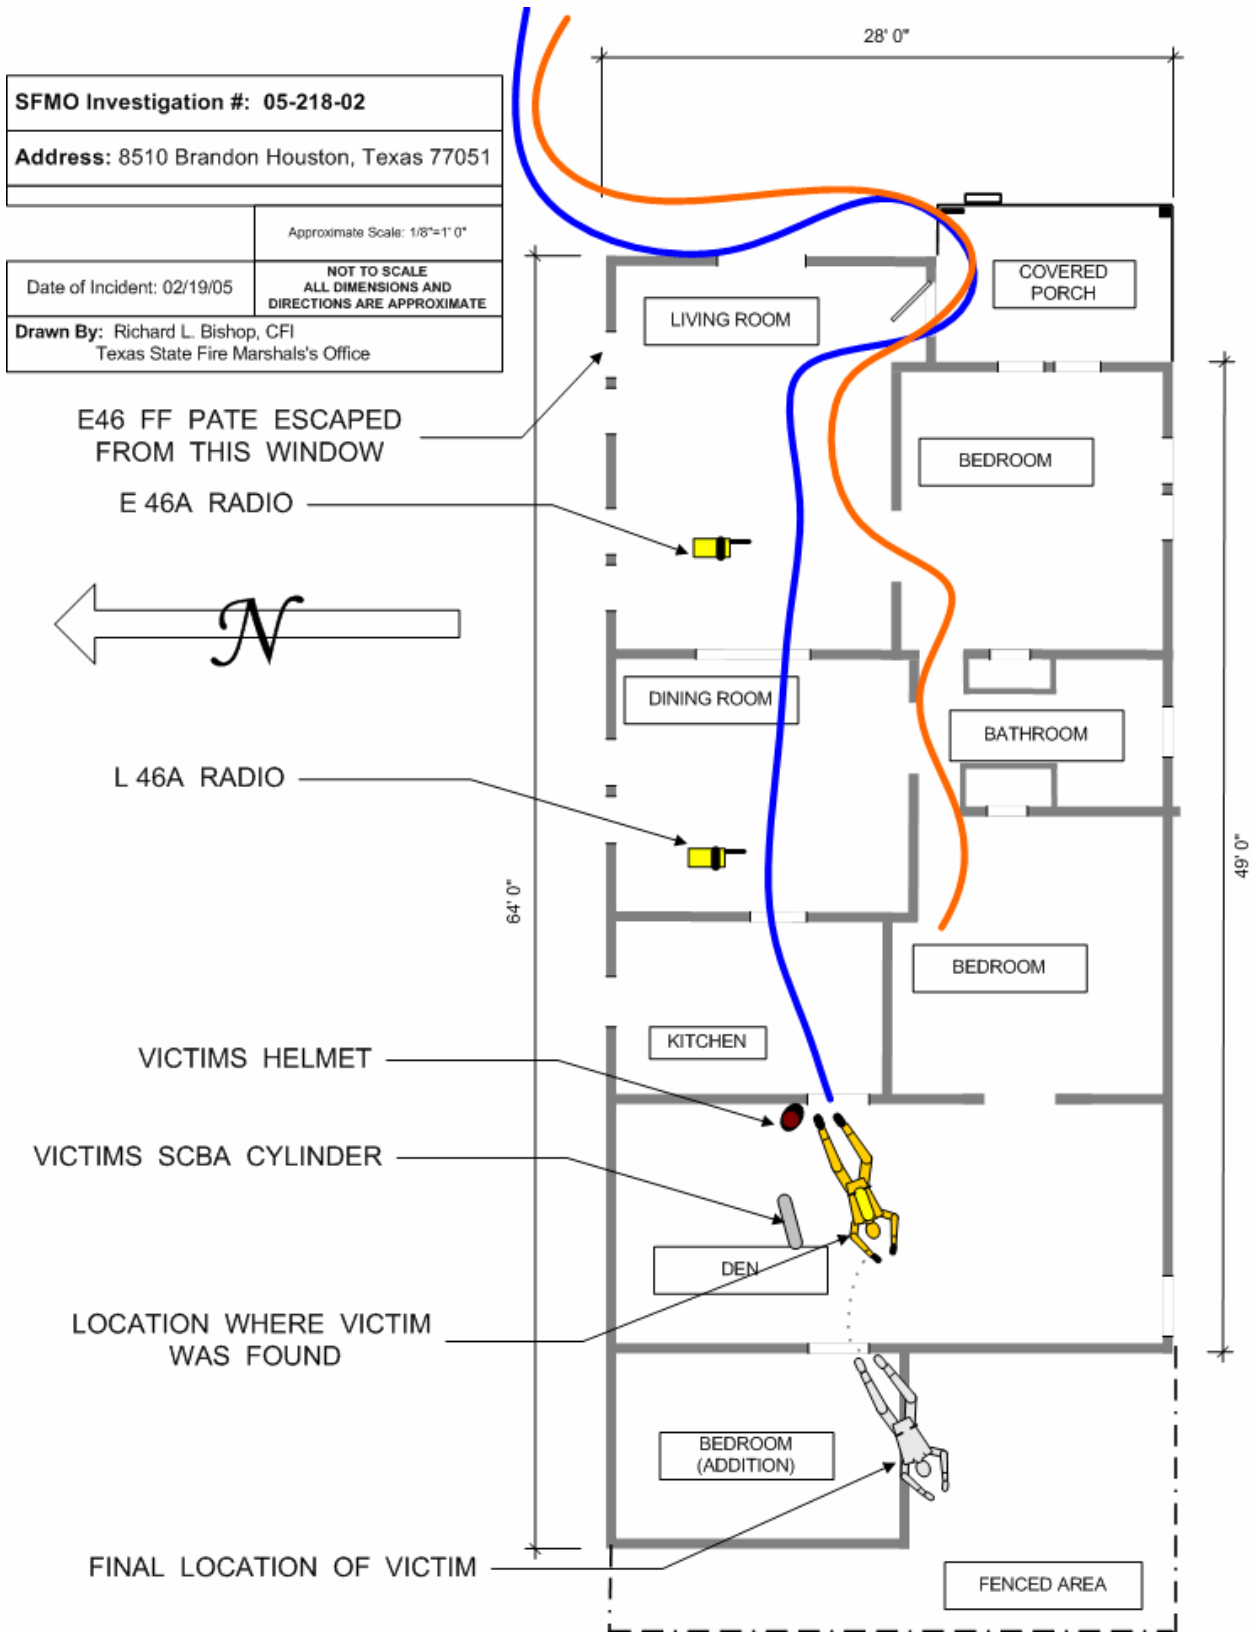 28' 0"
SFMO Investigation #: 05-218-02
Address: 8510 Brandon Houston, Texas 77051
Approximate Scale: 1/8"=1' 0"
Date of Incident: 02/19/05
NOT TO SCALE
ALL DIMENSIONS AND
DIRECTIONS ARE APPROXIMATE
Drawn By: Richard L. Bishop, CFI
Texas State Fire Marshals's Office
COVERED
PORCH
LIVING ROOM
E46 FF PATE ESCAPED
FROM THIS WINDOW
BEDROOM
E 46A RADIO
N
DINING ROOM
BATHROOM
L 46A RADIO
49' 0"
64' 0"
BEDROOM
KITCHEN
VICTIMS HELMET
VICTIMS SCBA CYLINDER
DEN
LOCATION WHERE VICTIM
WAS FOUND
BEDROOM
(ADDITION)
FINAL LOCATION OF VICTIM
FENCED AREA